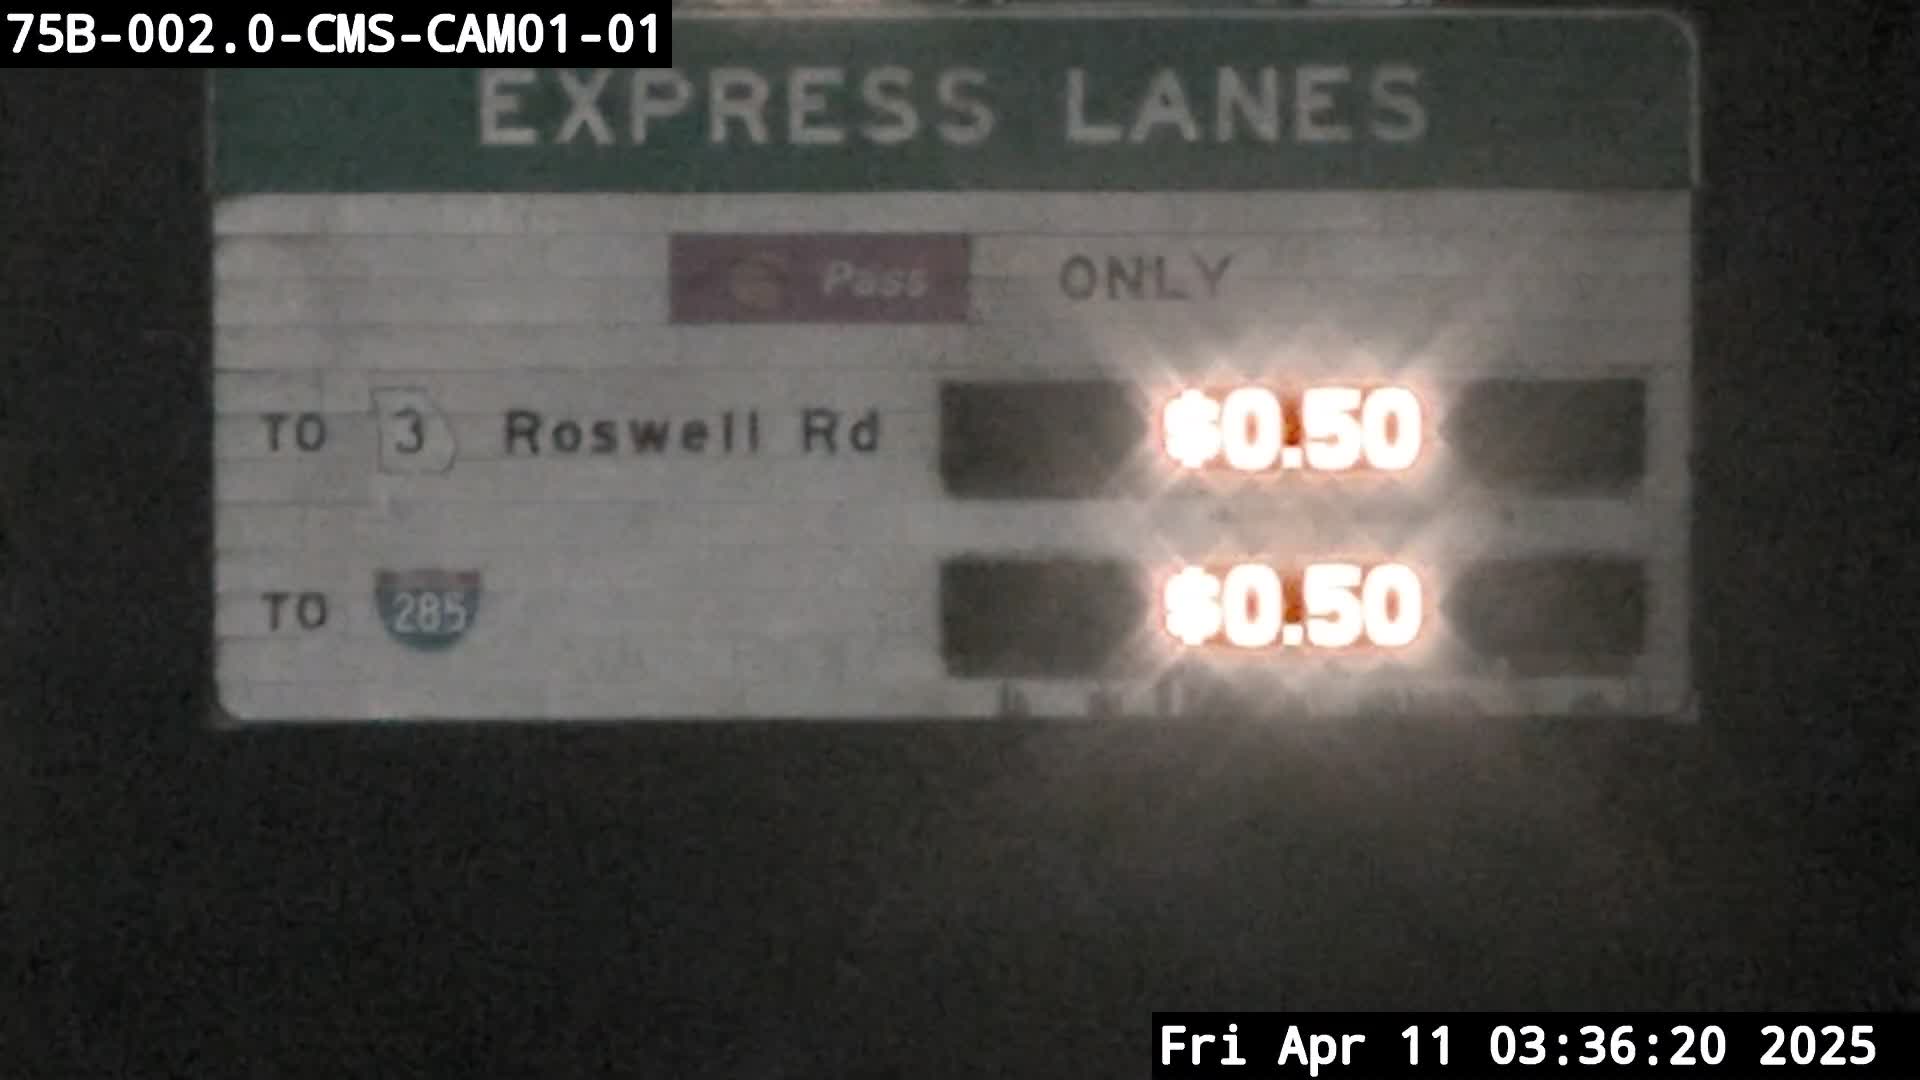 75B-002.0-CMS-CAM01-01
EXPRESS LANES
Pass ONLY
TO 3 Roswell Rd $0.50
TO 285 $0.50
Fri Apr 11 03:36:20 2025